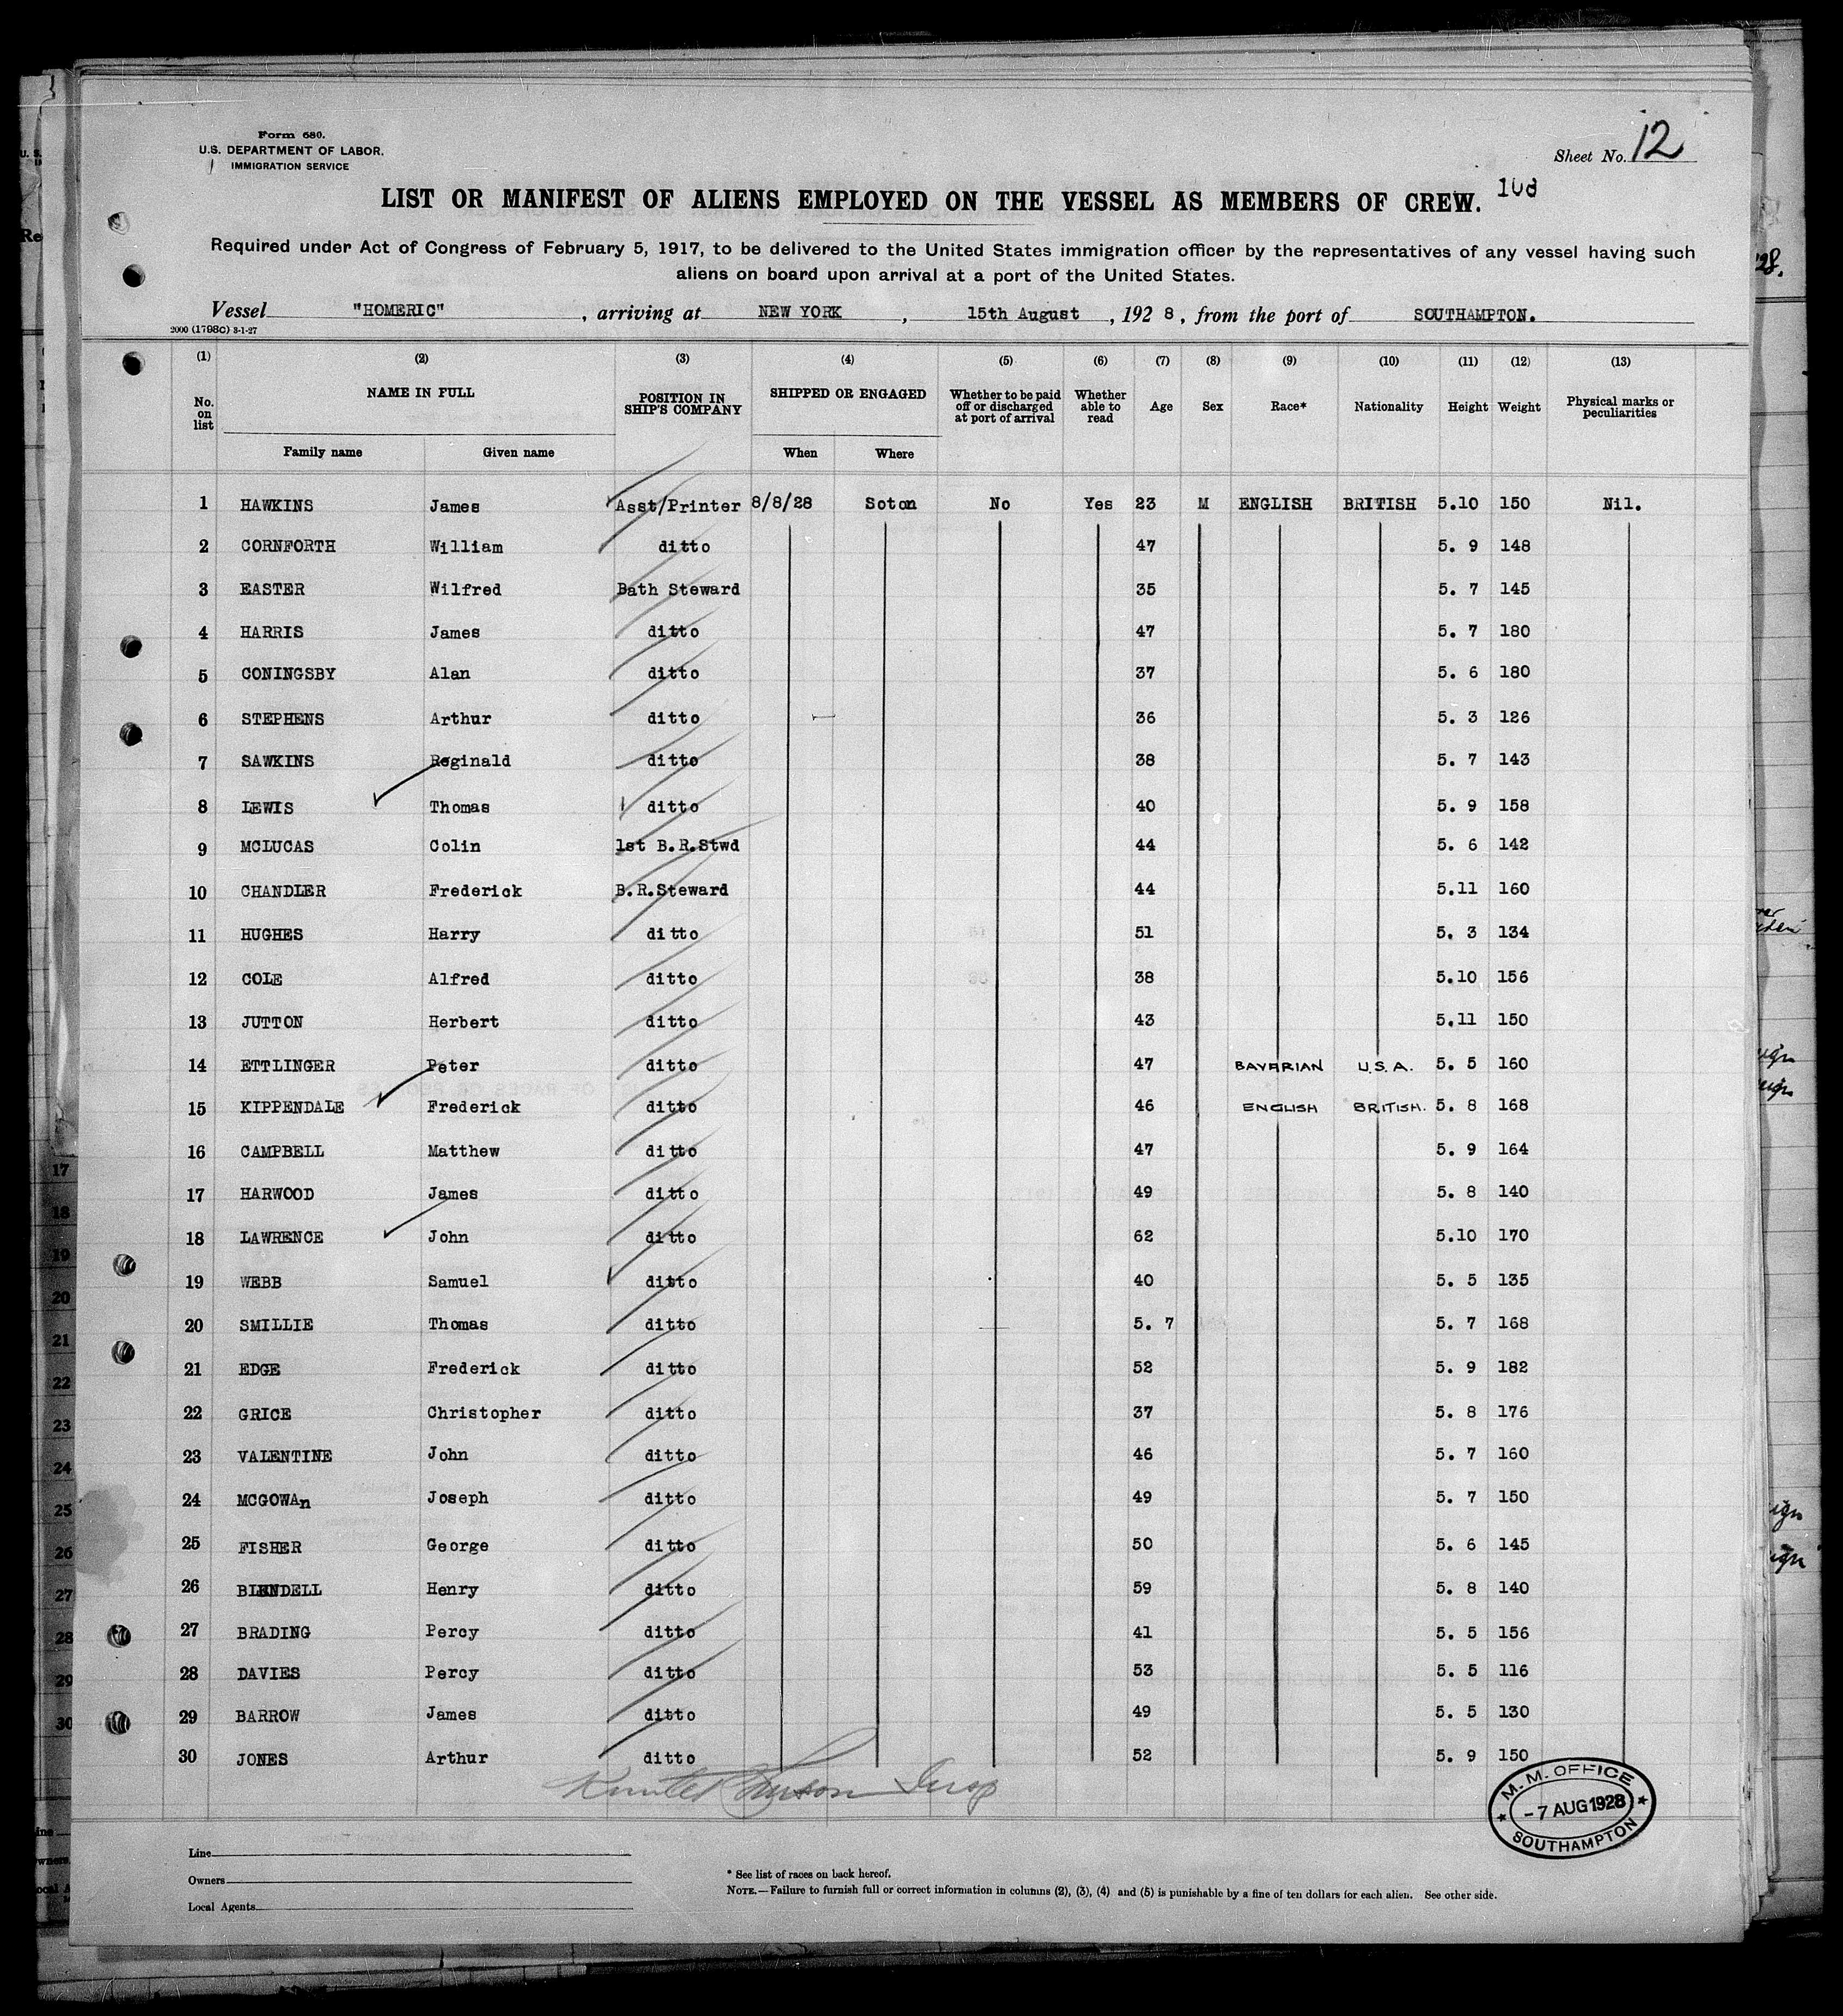 Form 680.
U.S. DEPARTMENT OF LABOR.
IMMIGRATION SERVICE
Sheet No. 12
LIST OR MANIFEST OF ALIENS EMPLOYED ON THE VESSEL AS MEMBERS OF CREW.
Required under Act of Congress of February 5, 1917, to be delivered to the United States immigration officer by the representatives of any vessel having such
aliens on board upon arrival at a port of the United States.
Vessel "HOMERIC", arriving at NEW YORK, 15th August, 1928, from the port of SOUTHAMPTON.
2000 (1798C) 3-1-27
(1) (2) (3) (4) (5) (6) (7) (8) (9) (10) (11) (12) (13)
No. on list NAME IN FULL POSITION IN SHIP'S COMPANY SHIPPED OR ENGAGED Whether to be paid off or discharged at port of arrival Whether able to read Age Sex Race* Nationality Height Weight Physical marks or peculiarities
Family name Given name When Where
1 HAWKINS James Asst/Printer 8/8/28 Soton No Yes 23 M ENGLISH BRITISH 5.10 150 Nil.
2 CORNFORTH William ditto 47 5. 9 148
3 EASTER Wilfred Bath Steward 35 5. 7 145
4 HARRIS James ditto 47 5. 7 180
5 CONINGSBY Alan ditto 37 5. 6 180
6 STEPHENS Arthur ditto 36 5. 3 126
7 SAWKINS Reginald ditto 38 5. 7 143
8 LEWIS Thomas ditto 40 5. 9 158
9 MCLUCAS Colin 1st B.R.Stwd 44 5. 6 142
10 CHANDLER Frederick B.R.Steward 44 5.11 160
11 HUGHES Harry ditto 51 5. 3 134
12 COLE Alfred ditto 38 5.10 156
13 JUTTON Herbert ditto 43 5.11 150
14 ETTLINGER Peter ditto 47 BAVARIAN U.S.A. 5. 5 160
15 KIPPENDALE Frederick ditto 46 ENGLISH BRITISH. 5. 8 168
16 CAMPBELL Matthew ditto 47 5. 9 164
17 HARWOOD James ditto 49 5. 8 140
18 LAWRENCE John ditto 62 5.10 170
19 WEBB Samuel ditto 40 5. 5 135
20 SMILLIE Thomas ditto 5. 7 5. 7 168
21 EDGE Frederick ditto 52 5. 9 182
22 GRICE Christopher ditto 37 5. 8 176
23 VALENTINE John ditto 46 5. 7 160
24 MCGOWAn Joseph ditto 49 5. 7 150
25 FISHER George ditto 50 5. 6 145
26 Henry ditto 59 5. 8 140
27 BRADING Percy ditto 41 5. 5 156
28 DAVIES Percy ditto 53 5. 5 116
29 BARROW James ditto 49 5. 5 130
30 JONES Arthur ditto 52 5. 9 150
M. M. OFFICE
- 7 AUG 1928
SOUTHAMPTON
Line
Owners
Local Agents
* See list of races on back hereof.
NOTE.—Failure to furnish full or correct information in columns (2), (3), (4) and (5) is punishable by a fine of ten dollars for each alien. See other side.